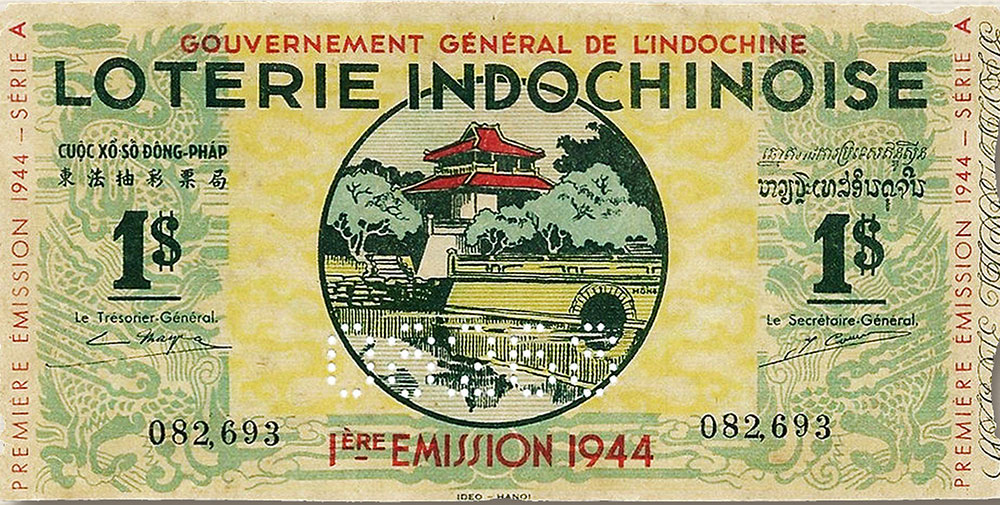 GOUVERNEMENT GÉNÉRAL DE L'INDOCHINE
LOTERIE INDOCHINOISE
PREMIÈRE ÉMISSION 1944 — SÉRIE A
CUỘC XỔ SỐ ĐÔNG-PHÁP
東法抽彩票局
1$
Le Trésorier-Général,
082,693
1$
Le Secrétaire-Général,
082,693
1ÈRE EMISSION 1944
PREMIÈRE EMISSION 1944 — SÉRIE A
IDEO — HANOI